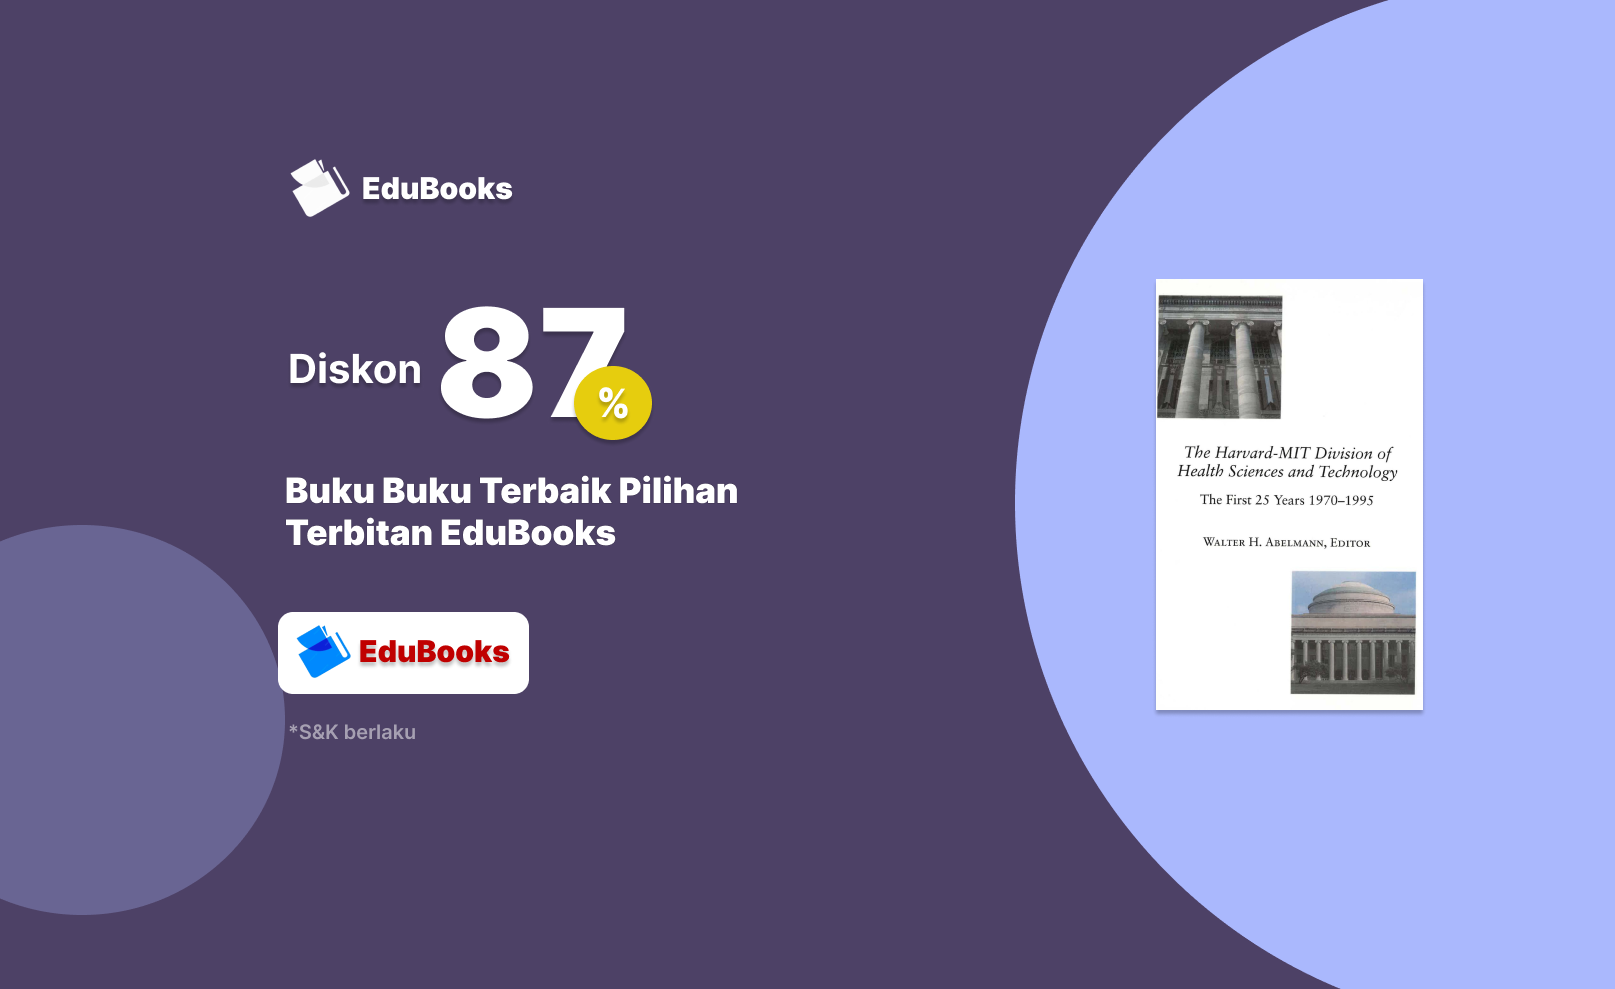 EduBooks
Diskon 87%
Buku Buku Terbaik Pilihan
Terbitan EduBooks
EduBooks
*S&K berlaku
The Harvard-MIT Division of
Health Sciences and Technology
The First 25 Years 1970–1995
Walter H. Abelmann, Editor